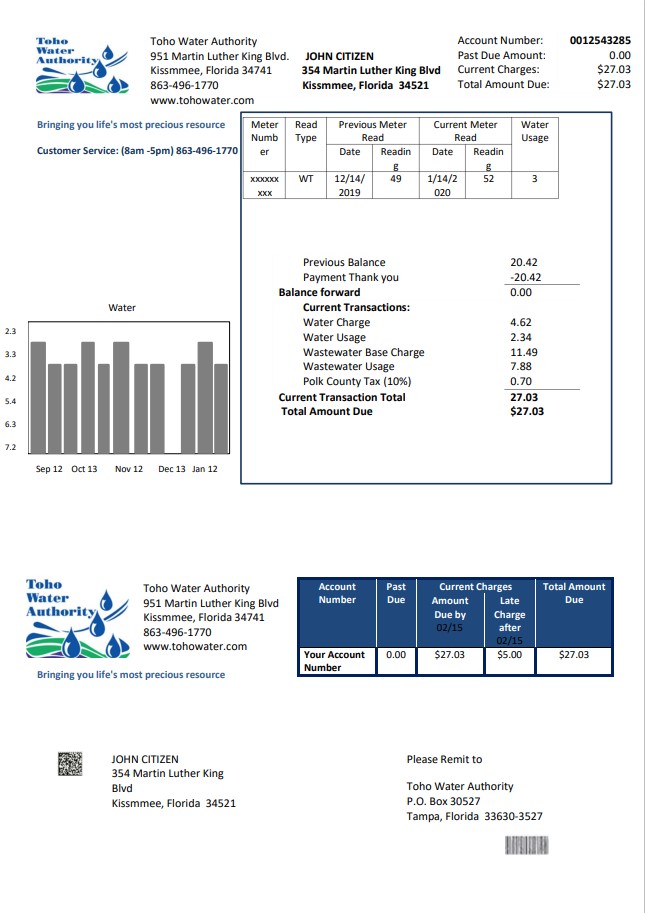 Toho
Water
Authority
Toho Water Authority
951 Martin Luther King Blvd.
Kissmmee, Florida 34741
863-496-1770
www.tohowater.com
JOHN CITIZEN
354 Martin Luther King Blvd
Kissmmee, Florida 34521
Account Number: 0012543285
Past Due Amount: 0.00
Current Charges: $27.03
Total Amount Due: $27.03
Bringing you life's most precious resource
Customer Service: (8am -5pm) 863-496-1770
Meter Numb er Read Type Previous Meter Read Current Meter Read Water Usage
Date Readin g Date Readin g
xxxxxx xxx WT 12/14/ 2019 49 1/14/2 020 52 3
Previous Balance 20.42
Payment Thank you -20.42
Balance forward 0.00
Current Transactions:
Water Charge 4.62
Water Usage 2.34
Wastewater Base Charge 11.49
Wastewater Usage 7.88
Polk County Tax (10%) 0.70
Current Transaction Total 27.03
Total Amount Due $27.03
Water
2.3
3.3
4.2
5.4
6.3
7.2
Sep 12 Oct 13 Nov 12 Dec 13 Jan 12
Toho
Water
Authority
Toho Water Authority
951 Martin Luther King Blvd
Kissmmee, Florida 34741
863-496-1770
www.tohowater.com
Bringing you life's most precious resource
Account Number Past Due Current Charges Total Amount Due
Amount Due by 02/15 Late Charge after 02/15
Your Account Number 0.00 $27.03 $5.00 $27.03
JOHN CITIZEN
354 Martin Luther King
Blvd
Kissmmee, Florida 34521
Please Remit to
Toho Water Authority
P.O. Box 30527
Tampa, Florida 33630-3527